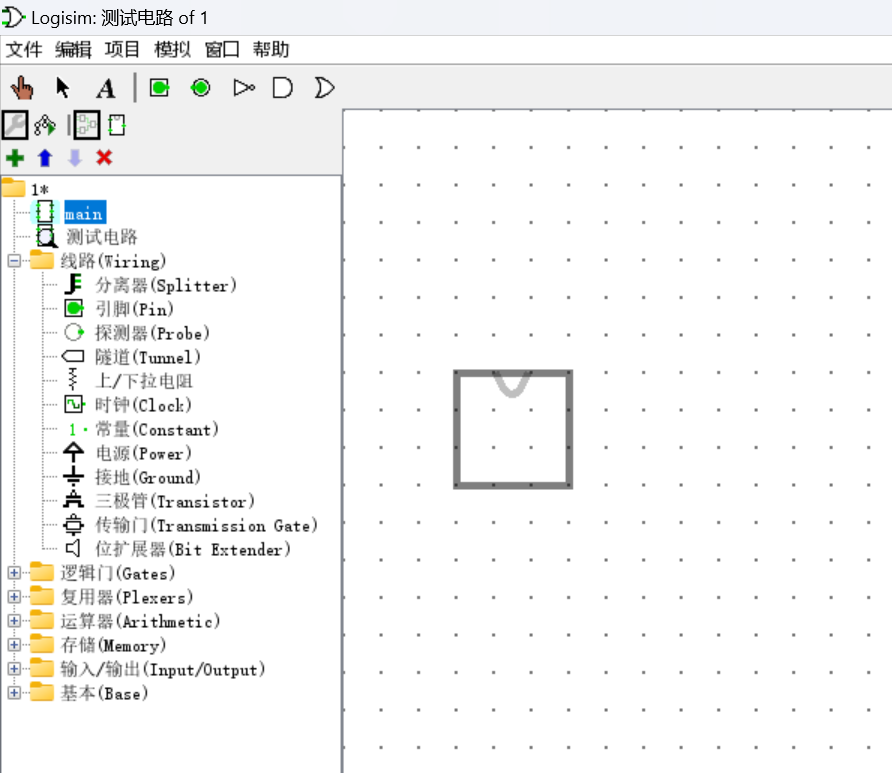 Logisim: 测试电路 of 1
文件 编辑 项目 模拟 窗口 帮助
A
1*
main
测试电路
线路(Wiring)
分离器(Splitter)
引脚(Pin)
探测器(Probe)
隧道(Tunnel)
上/下拉电阻
时钟(Clock)
1 常量(Constant)
电源(Power)
接地(Ground)
三极管(Transistor)
传输门(Transmission Gate)
位扩展器(Bit Extender)
逻辑门(Gates)
复用器(Plexers)
运算器(Arithmetic)
存储(Memory)
输入/输出(Input/Output)
基本(Base)